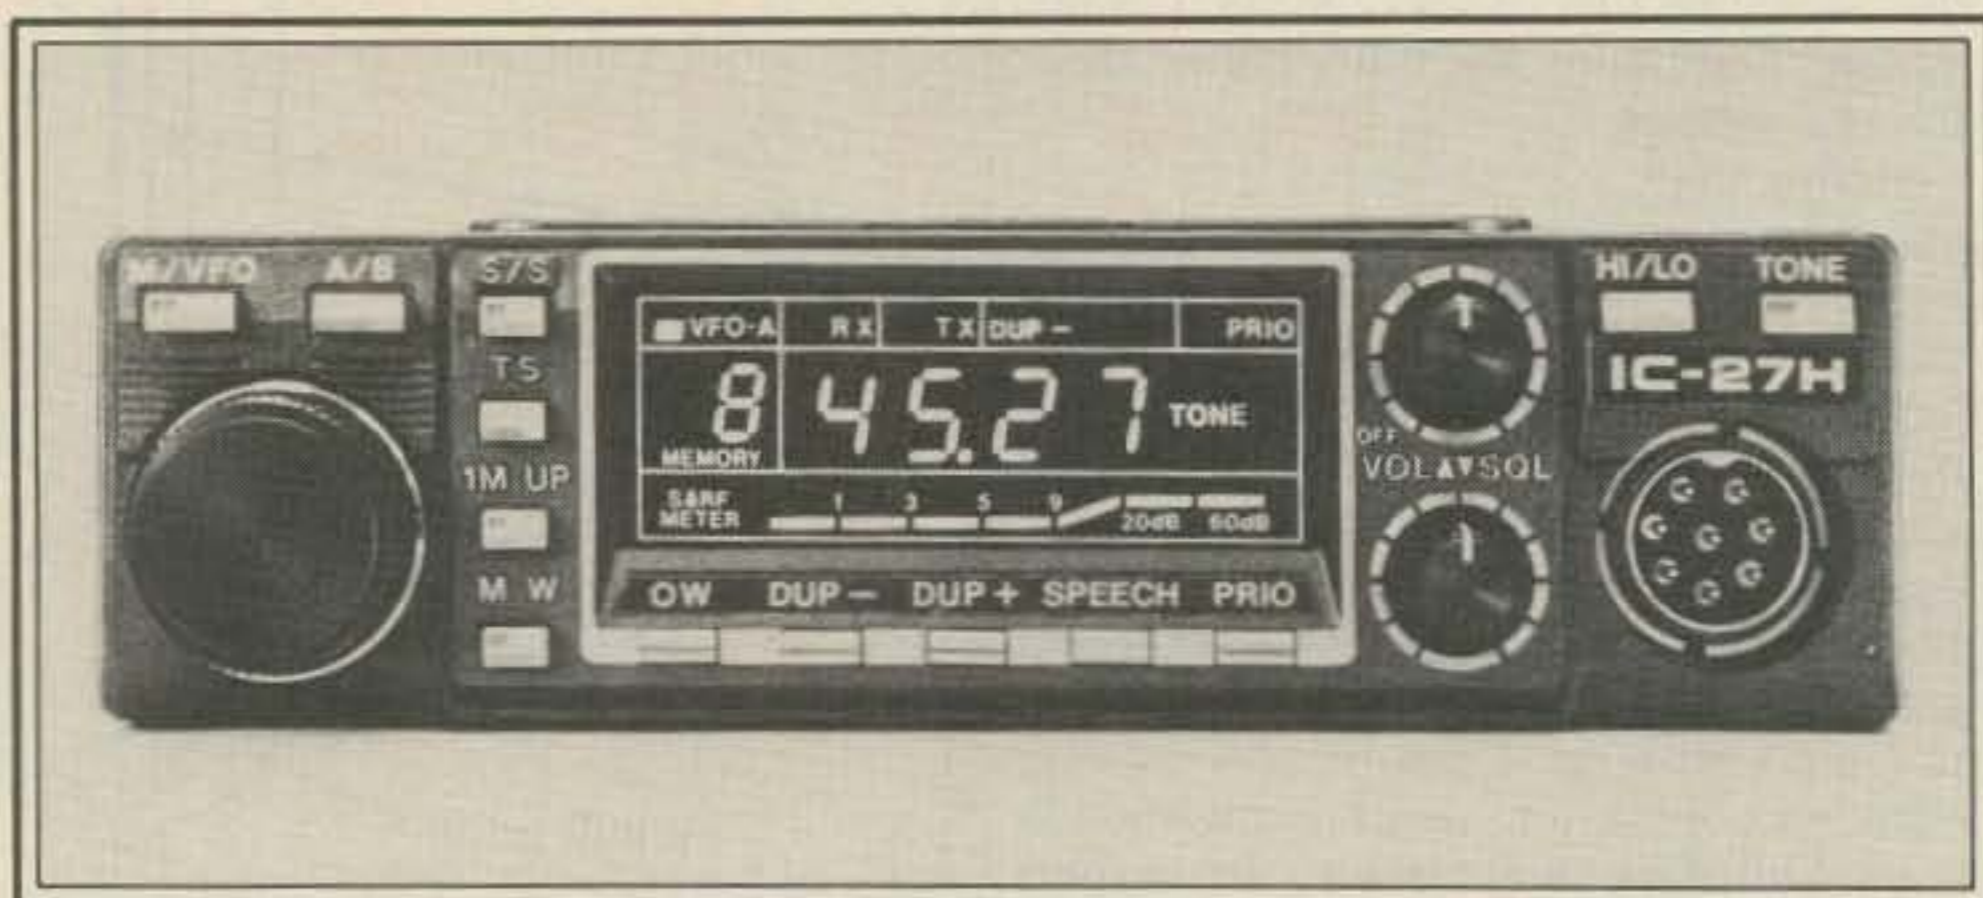 M/VFO A/B S/S HI/LO TONE
VFO-A RX TX DUP - PRIO
TS
8 45.27 TONE
IC-27H
MEMORY
OFF
VOL▲▼SQL
1M UP
S&RF
METER
1 3 5 9
20dB 60dB
M W
OW DUP - DUP + SPEECH PRIO